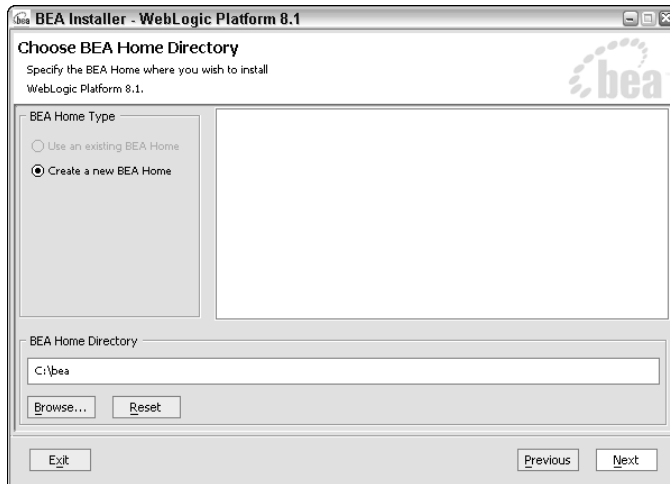 bea BEA Installer - WebLogic Platform 8.1
Choose BEA Home Directory
Specify the BEA Home where you wish to install
WebLogic Platform 8.1.
bea
BEA Home Type
Use an existing BEA Home
Create a new BEA Home
BEA Home Directory
C:\bea
Browse...
Reset
Exit
Previous
Next